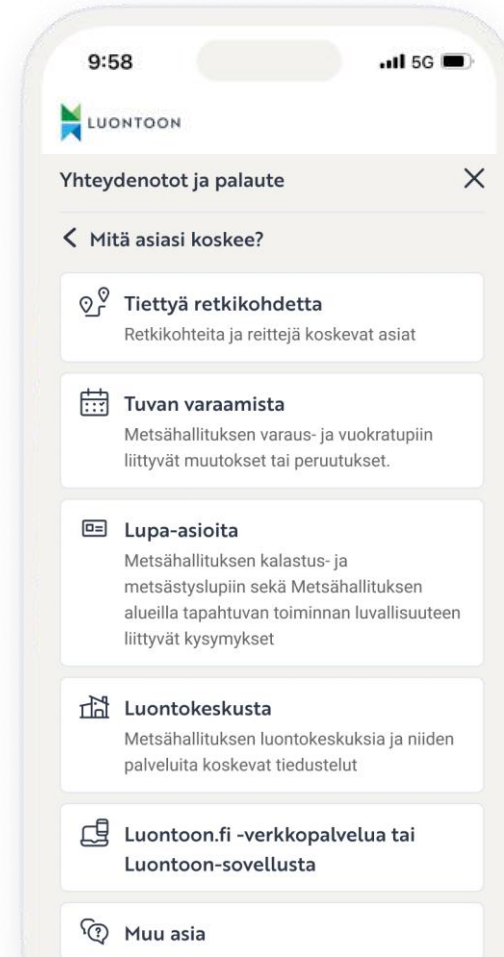 9:58
5G
LUONTOON
Yhteydenotot ja palaute
Mitä asiasi koskee?
Tiettyä retkikohdetta
Retkikohteita ja reittejä koskevat asiat
Tuvan varaamista
Metsähallituksen varaus- ja vuokratupiin
liittyvät muutokset tai peruutukset.
Lupa-asioita
Metsähallituksen kalastus- ja
metsästyslupiin sekä Metsähallituksen
alueilla tapahtuvan toiminnan luvallisuuteen
liittyvät kysymykset
Luontokeskusta
Metsähallituksen luontokeskuksia ja niiden
palveluita koskevat tiedustelut
Luontoon.fi -verkkopalvelua tai
Luontoon-sovellusta
Muu asia